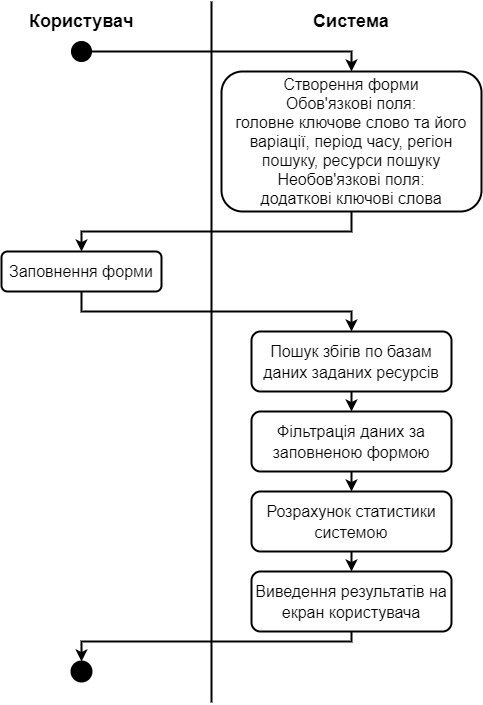 Користувач
Система
Створення форми
Обов'язкові поля:
головне ключове слово та його
варіації, період часу, регіон
пошуку, ресурси пошуку
Необов'язкові поля:
додаткові ключові слова
Заповнення форми
Пошук збігів по базам
даних заданих ресурсів
Фільтрація даних за
заповненою формою
Розрахунок статистики
системою
Виведення результатів на
екран користувача